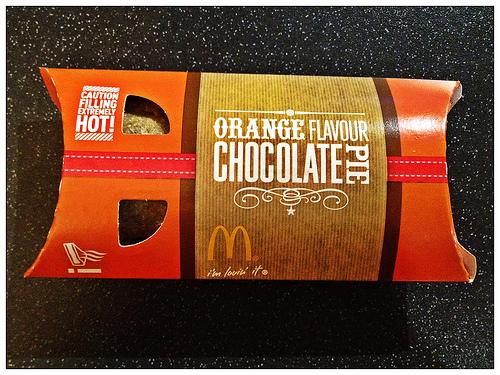 CAUTION
FILLING
EXTREMELY
HOT!
ORANGE FLAVOUR
CHOCOLATE PIE
i'm lovin' it ®